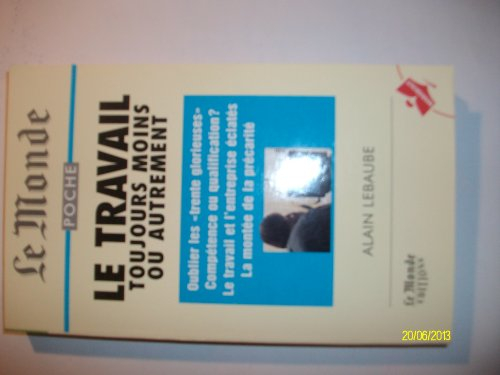 Le Monde
POCHE
LE TRAVAIL
TOUJOURS MOINS
OU AUTREMENT
Oublier les «trente glorieuses»
Compétence ou qualification?
Le travail et l'entreprise éclatés
La montée de la précarité
ALAIN LEBAUBE
Le Monde
EDITIONS
20/06/2013